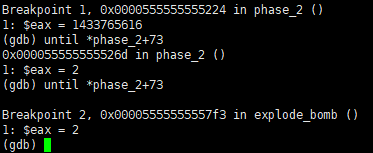 Breakpoint 1, 0x0000555555555224 in phase_2 ()
1: $eax = 1433765616
(gdb) until *phase_2+73
0x000055555555526d in phase_2 ()
1: $eax = 2
(gdb) until *phase_2+73

Breakpoint 2, 0x00005555555557f3 in explode_bomb ()
1: $eax = 2
(gdb)